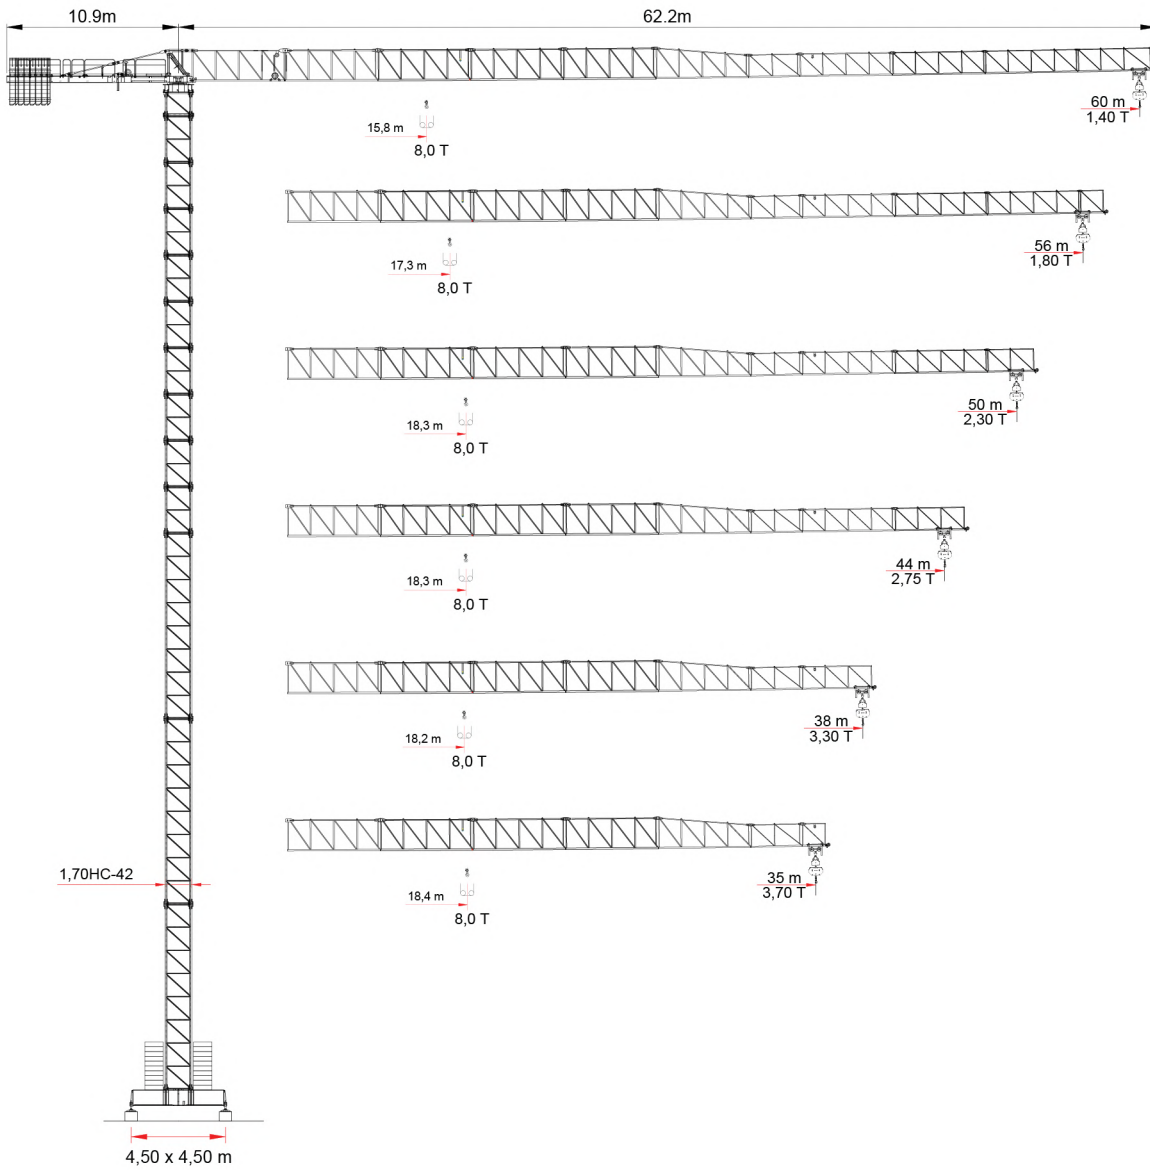 10.9m
62.2m
60 m
1,40 T
15,8 m
8,0 T
56 m
1,80 T
17,3 m
8,0 T
50 m
2,30 T
18,3 m
8,0 T
44 m
2,75 T
18,3 m
8,0 T
38 m
3,30 T
18,2 m
8,0 T
1,70HC-42
35 m
3,70 T
18,4 m
8,0 T
4,50 x 4,50 m